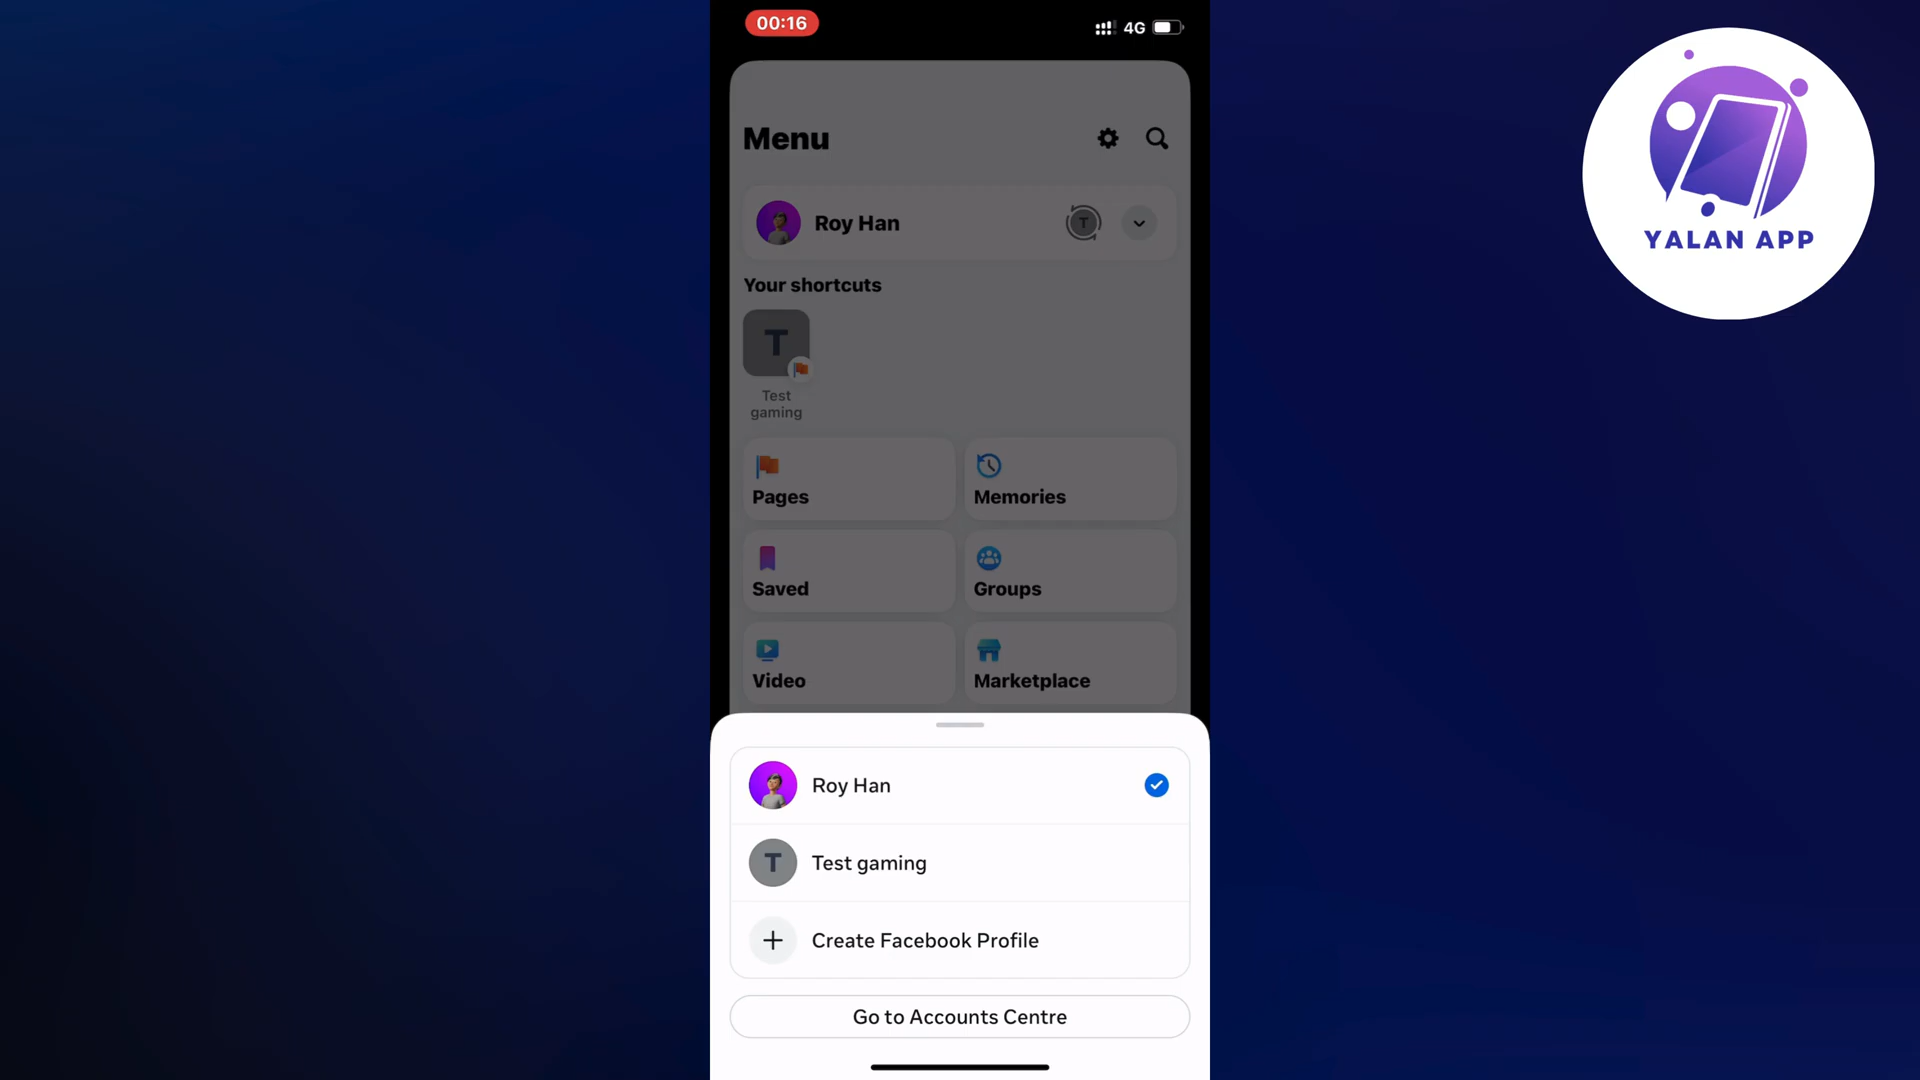 00:16
4G
YALAN APP
Menu
Roy Han
T
Your shortcuts
T
Test
gaming
Pages
Memories
Saved
Groups
Video
Marketplace
Roy Han
T
Test gaming
Create Facebook Profile
Go to Accounts Centre